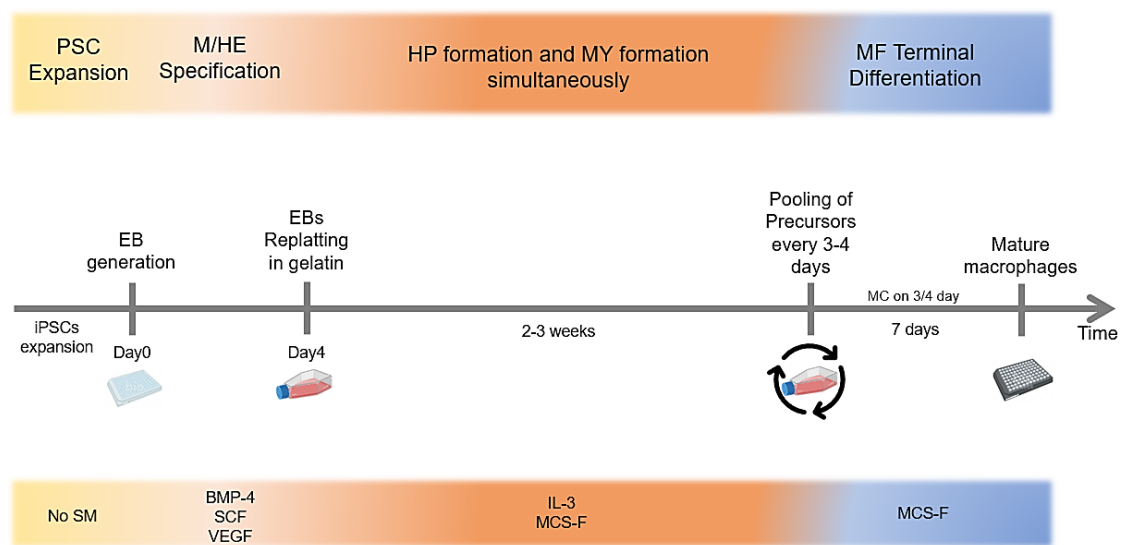 PSC
Expansion
M/HE
Specification
HP formation and MY formation
simultaneously
MF Terminal
Differentiation
EB
generation
EBs
Replatting
in gelatin
Pooling of
Precursors
every 3-4
days
Mature
macrophages
MC on 3/4 day
iPSCs
expansion
Day0
Day4
2-3 weeks
7 days
Time
No SM
BMP-4
SCF
VEGF
IL-3
MCS-F
MCS-F